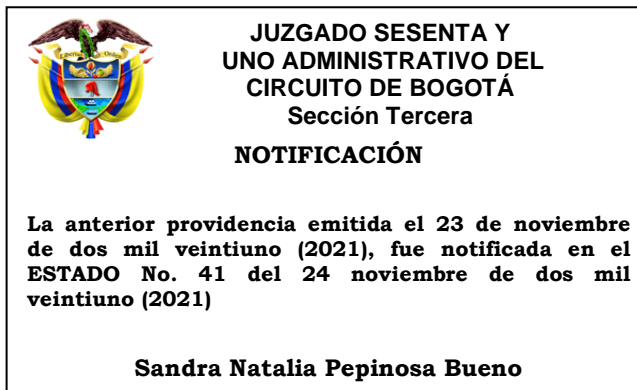 JUZGADO SESENTA Y
UNO ADMINISTRATIVO DEL
CIRCUITO DE BOGOTÁ
Sección Tercera
NOTIFICACIÓN
La anterior providencia emitida el 23 de noviembre
de dos mil veintiuno (2021), fue notificada en el
ESTADO No. 41 del 24 noviembre de dos mil
veintiuno (2021)
Sandra Natalia Pepinosa Bueno